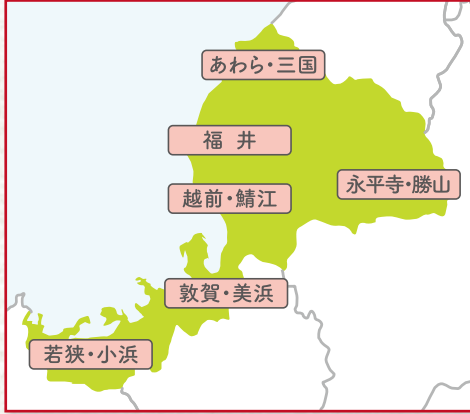 あわら・三国
福井
越前・鯖江
永平寺・勝山
敦賀・美浜
若狭・小浜